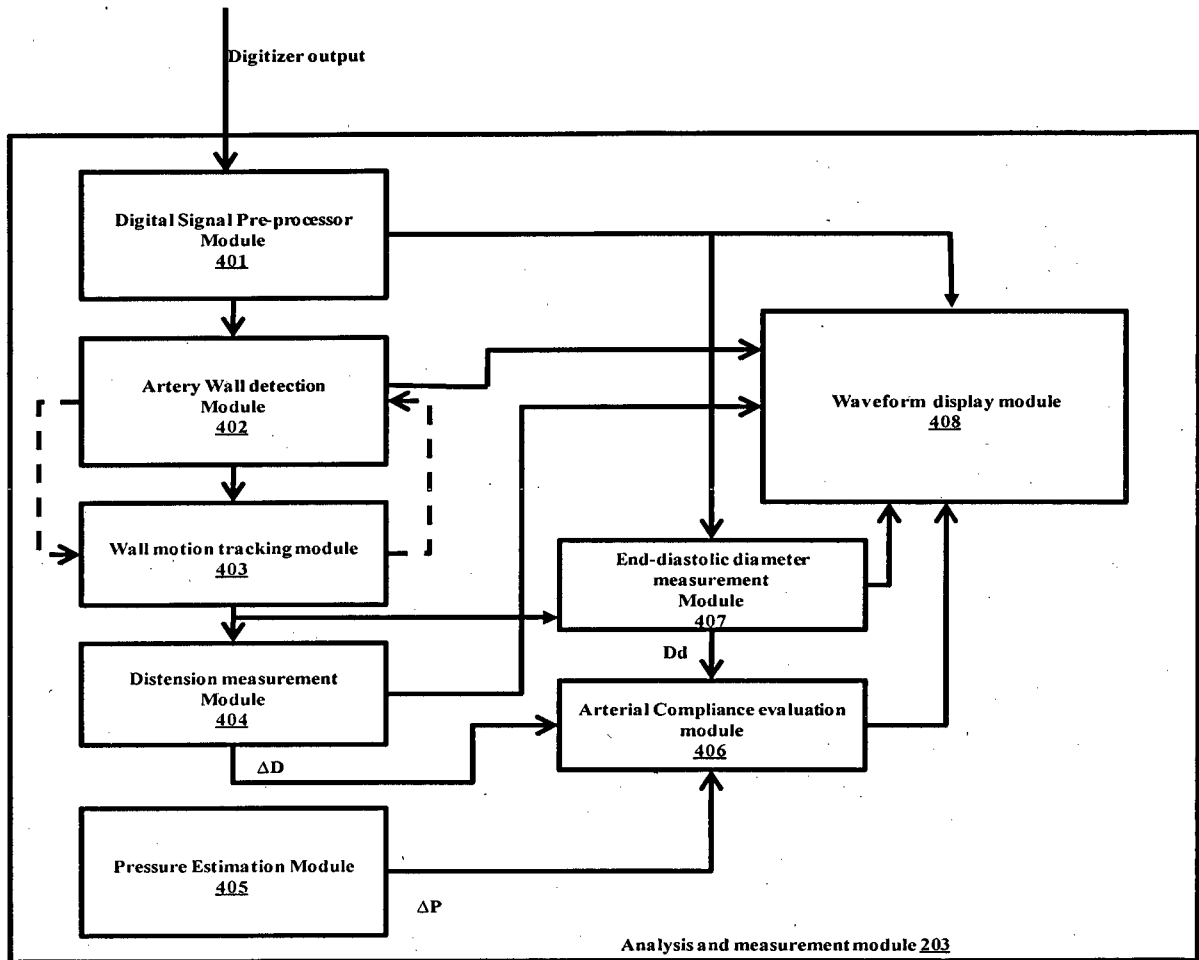 Digitizer output
Digital Signal Pre-processor
Module
401
Artery Wall detection
Module
402
Waveform display module
408
Wall motion tracking module
403
End-diastolic diameter
measurement
Module
407
Dd
Distension measurement
Module
404
Arterial Compliance evaluation
module
406
ΔD
Pressure Estimation Module
405
ΔP
Analysis and measurement module 203